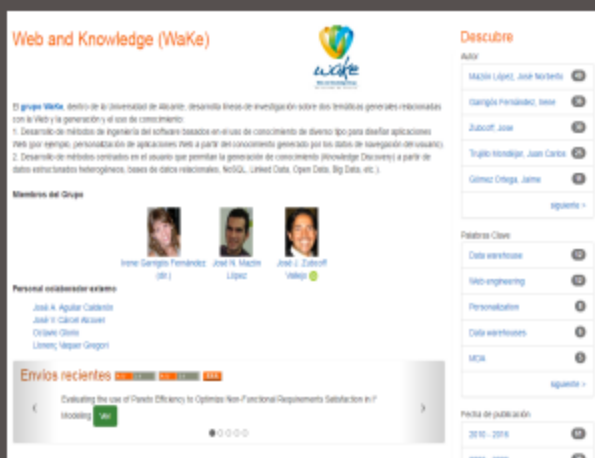 Web and Knowledge (WaKe)
wake
El grupo WaKe, dentro de la Universidad de Alicante, desarrolla líneas de investigación sobre dos temáticas generales relacionadas
con la Web y la generación y el uso de conocimiento:
1. Desarrollo de métodos de ingeniería del software basados en el uso de conocimiento de diverso tipo para diseñar aplicaciones
Web (por ejemplo, personalización de aplicaciones Web a partir del conocimiento generado por los datos de navegación del usuario).
2. Desarrollo de métodos centrados en el usuario que permitan la generación de conocimiento (Knowledge Discovery) a partir de
datos estructurados heterogéneos, bases de datos relacionales, NoSQL, Linked Data, Open Data, Big Data, etc.).
Miembros del Grupo
Irene Garrigós Fernández
(dir.)
José N. Mazón
López
José J. Zubcoff
Vallejo
Personal colaborador externo
José A. Aguilar Calderón
José V. Cárcel
Octavio Glorio
Llorenç Vaquer Gregori
Envíos recientes
Evaluating the use of Pareto Efficiency to Optimize Non-Functional Requirements Satisfaction in i*
Modeling Ver
Descubre
Autor
Mazón López, José Norberto
Garrigós Fernández, Irene
Zubcoff, Jose
Trujillo Mondéjar, Juan Carlos
Gómez Ortega, Jaime
siguiente >
Palabras Clave
Data warehouse 12
Web engineering 12
Personalization
Data warehouses
MDA
siguiente >
Fecha de publicación
2010 - 2016